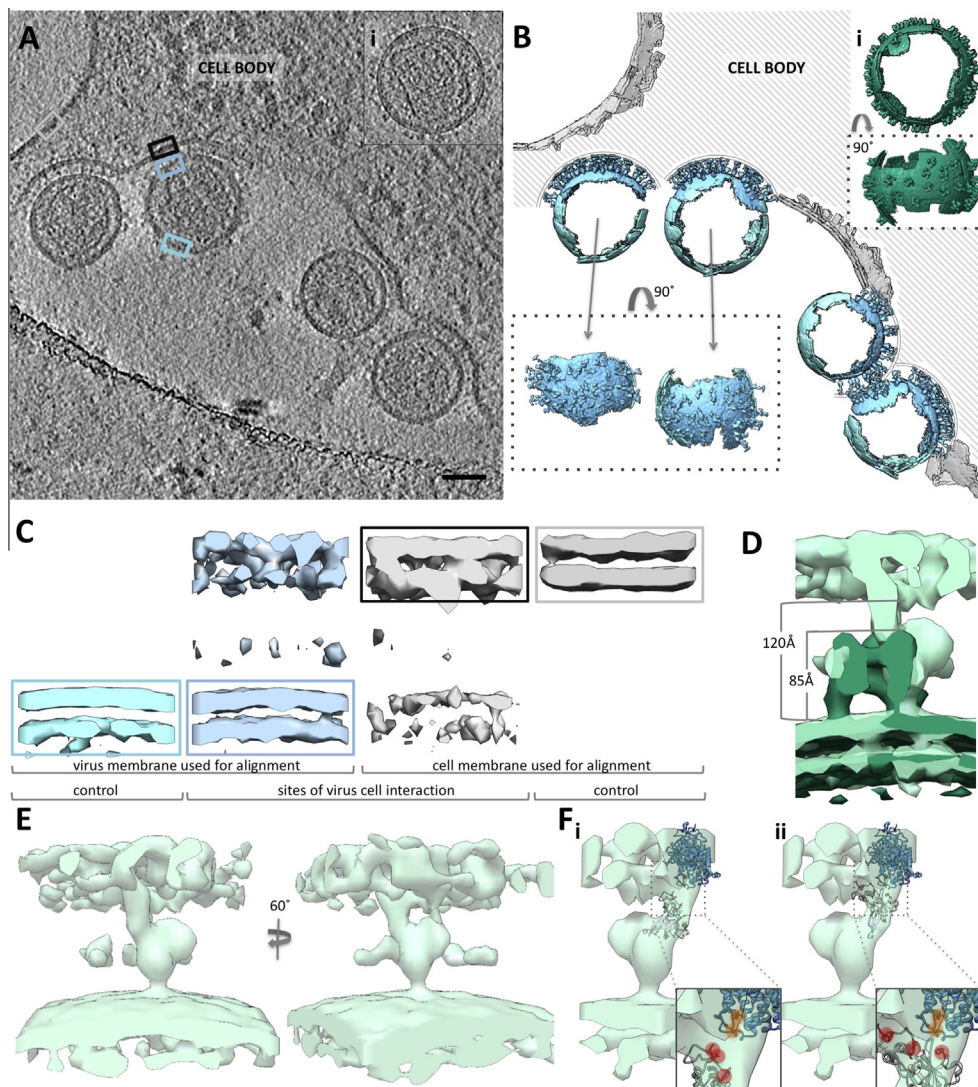 A
i
CELL BODY
B
CELL BODY
i
90°
90°
C
D
120Å
85Å
virus membrane used for alignment
cell membrane used for alignment
control
sites of virus cell interaction
control
E
60°
F
i
ii